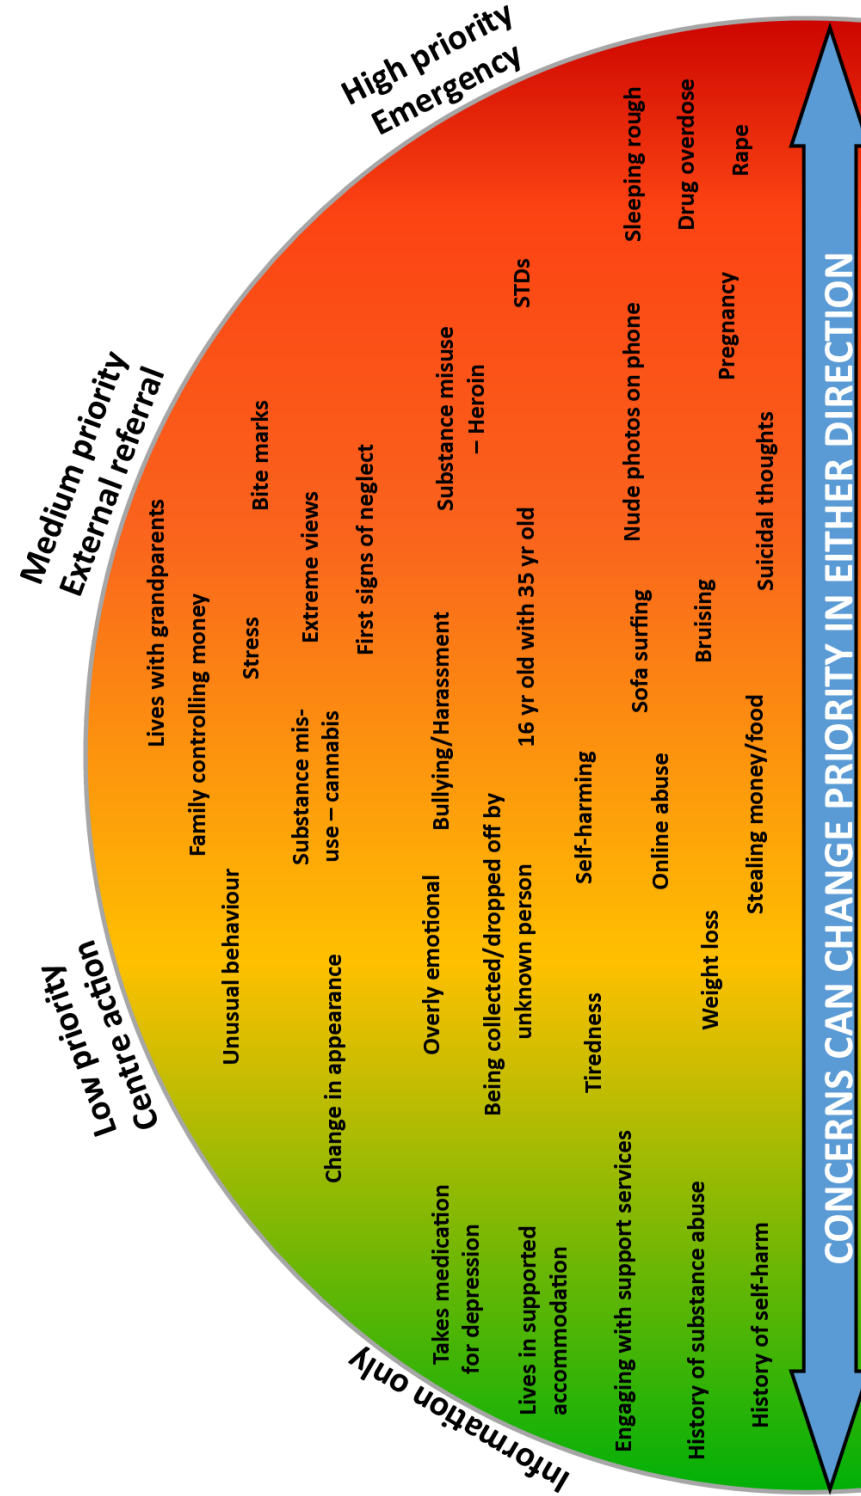 Information only
Low priority
Centre action
Medium priority
External referral
High priority
Emergency
Lives with grandparents
Family controlling money
Unusual behaviour
Stress
Bite marks
Substance mis-
use – cannabis
Extreme views
Change in appearance
First signs of neglect
Takes medication
for depression
Overly emotional
Bullying/Harassment
Substance misuse
– Heroin
Being collected/dropped off by
unknown person
Lives in supported
accommodation
16 yr old with 35 yr old
STDs
Tiredness
Self-harming
Engaging with support services
Sofa surfing
Nude photos on phone
Sleeping rough
Online abuse
History of substance abuse
Weight loss
Bruising
Drug overdose
Pregnancy
History of self-harm
Stealing money/food
Suicidal thoughts
Rape
CONCERNS CAN CHANGE PRIORITY IN EITHER DIRECTION